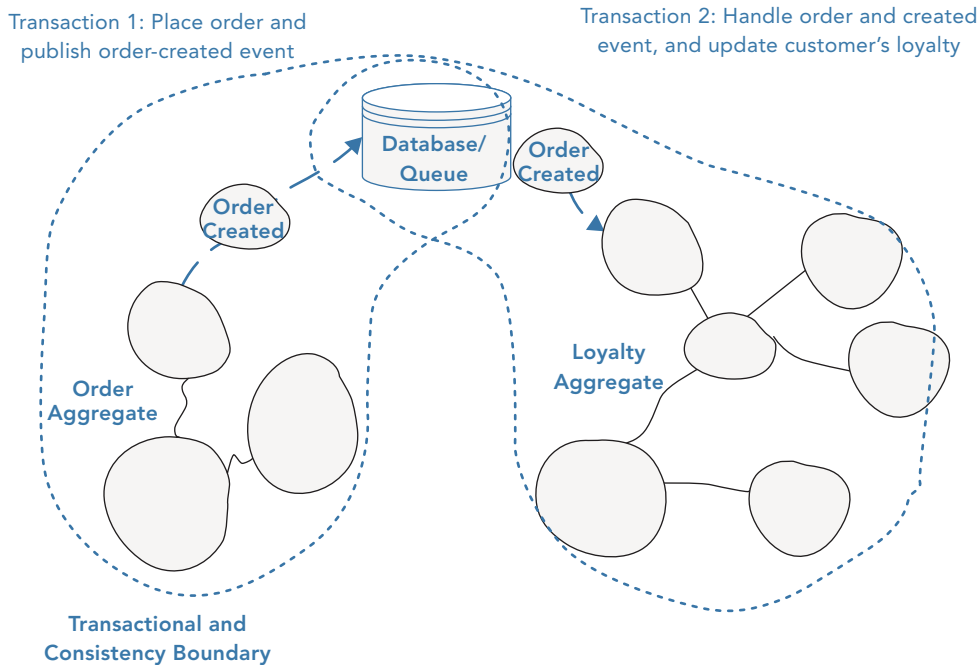 Transaction 1: Place order and
publish order-created event
Transaction 2: Handle order and created
event, and update customer’s loyalty
Database/
Queue
Order
Created
Order
Created
Order
Aggregate
Loyalty
Aggregate
Transactional and
Consistency Boundary